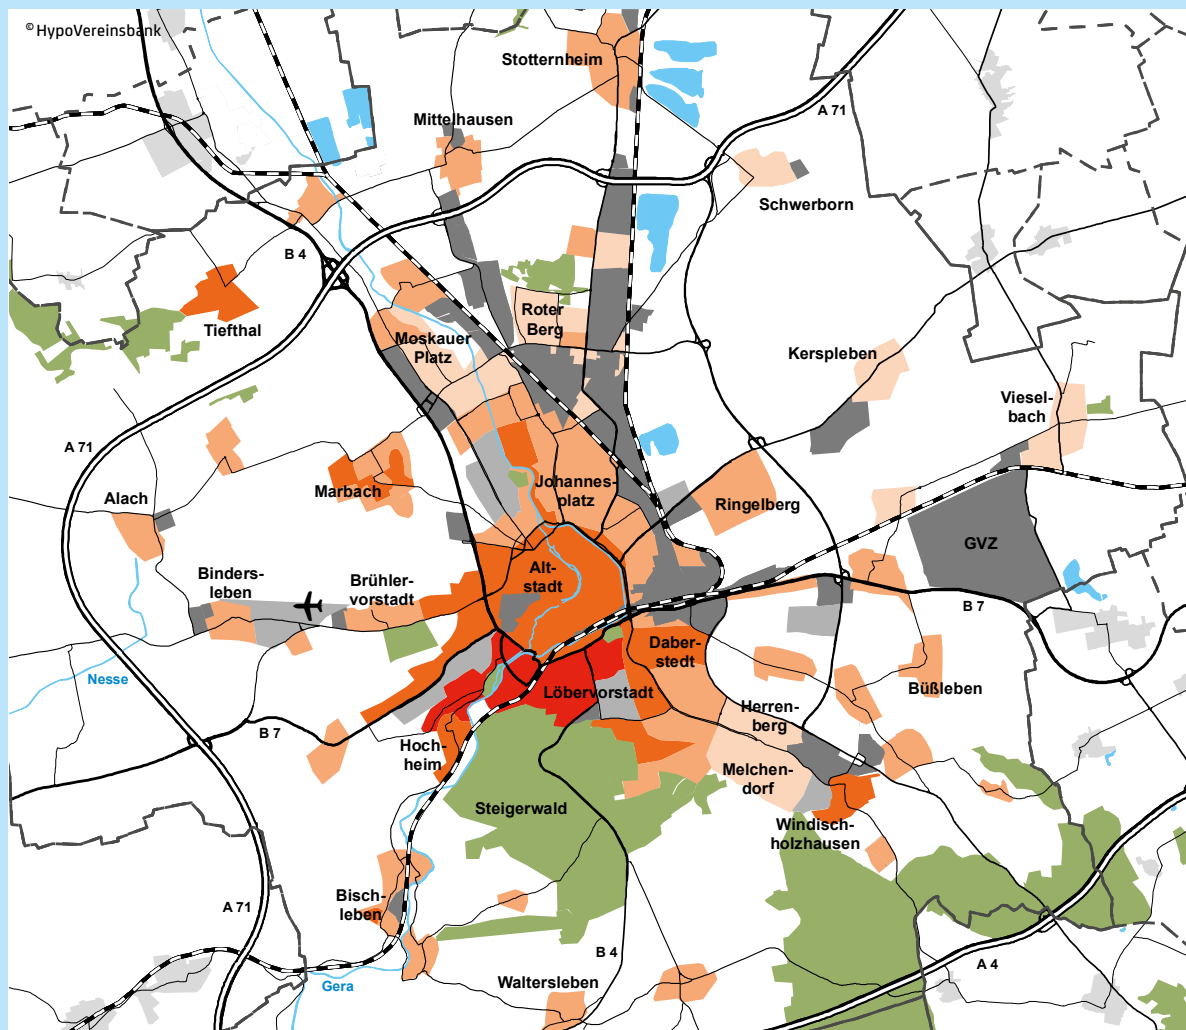 © HypoVereinsbank
Stotternheim
Mittelhausen
A 71
Schwerborn
B 4
Tiefthal
Roter
Berg
Moskauer
Platz
Kerspleben
Viesel-
bach
A 71
Marbach
Alach
Johannes-
platz
Ringelberg
GVZ
Binders-
leben
Brühler-
vorstadt
Alt-
stadt
B 7
Nesse
Daber-
stedt
Löbervorstadt
Büßleben
B 7
Hoch-
heim
Herren-
berg
Melchen-
dorf
Steigerwald
Windisch-
holzhausen
Bisch-
leben
A 71
B 4
A 4
Gera
Waltersleben